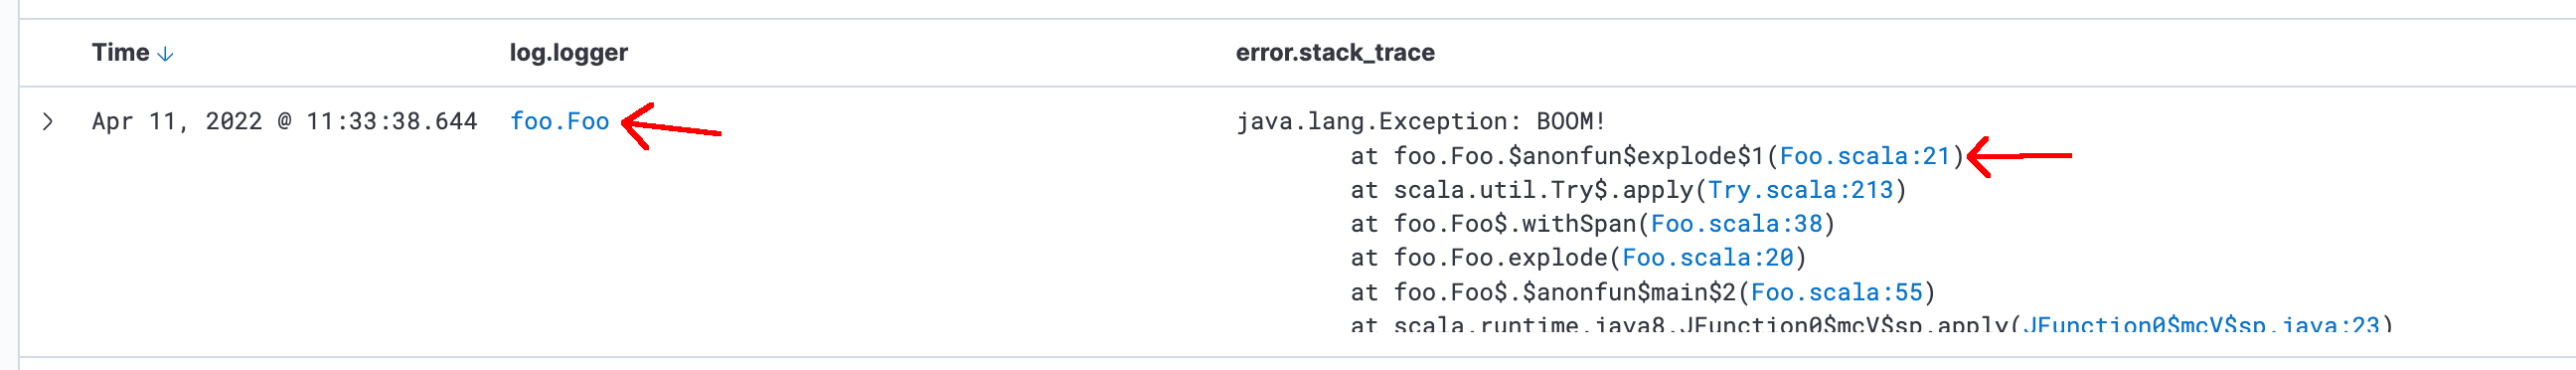 Time ↓ log.logger error.stack_trace
Apr 11, 2022 @ 11:33:38.644 foo.Foo java.lang.Exception: BOOM!
at foo.Foo.$anonfun$explode$1(Foo.scala:21)
at scala.util.Try$.apply(Try.scala:213)
at foo.Foo$.withSpan(Foo.scala:38)
at foo.Foo.explode(Foo.scala:20)
at foo.Foo$.$anonfun$main$2(Foo.scala:55)
at scala.runtime.java8.JFunction0$mcV$sp.apply(JFunction0$mcV$sp.java:23)